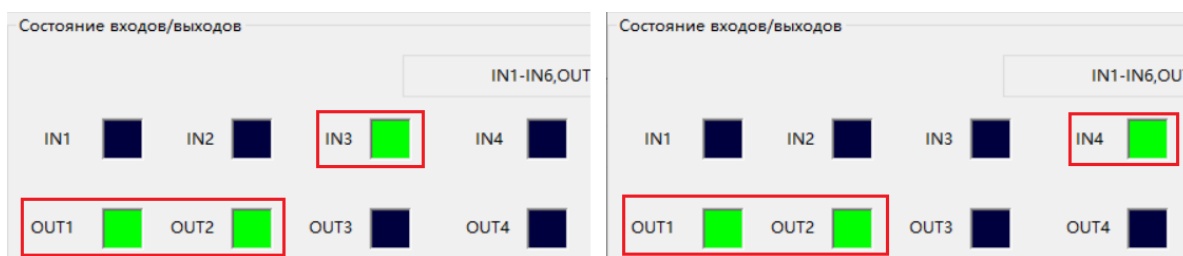 Состояние входов/выходов
IN1-IN6,OUT
IN1 IN2 IN3 IN4
OUT1 OUT2 OUT3 OUT4
Состояние входов/выходов
IN1-IN6,OU
IN1 IN2 IN3 IN4
OUT1 OUT2 OUT3 OUT4